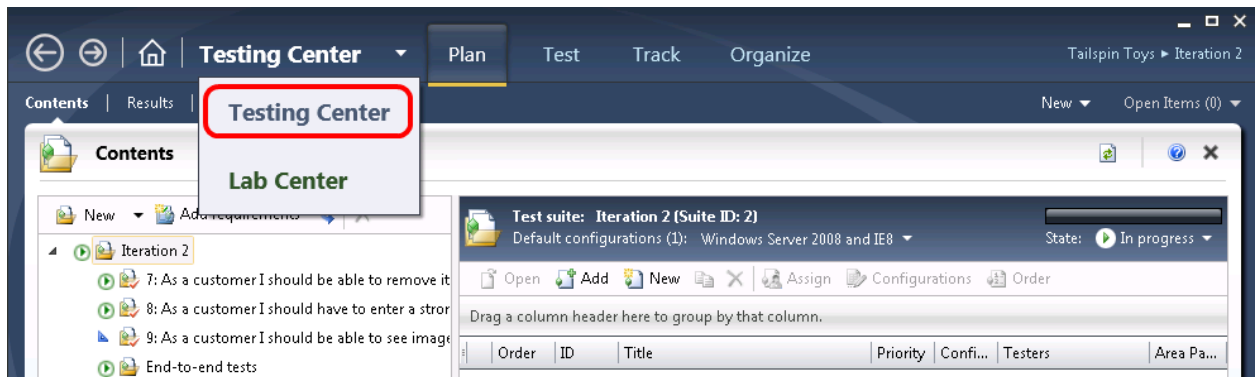 Testing Center Plan Test Track Organize Tailspin Toys ▸ Iteration 2
Contents | Results | New Open Items (0)
Testing Center
Lab Center
Contents
New Add requirements
Test suite: Iteration 2 (Suite ID: 2)
Default configurations (1): Windows Server 2008 and IE8 State: In progress
Iteration 2
7: As a customer I should be able to remove it
8: As a customer I should have to enter a stror
9: As a customer I should be able to see image
End-to-end tests
Open Add New Assign Configurations Order
Drag a column header here to group by that column.
Order ID Title Priority Confi... Testers Area Pa...